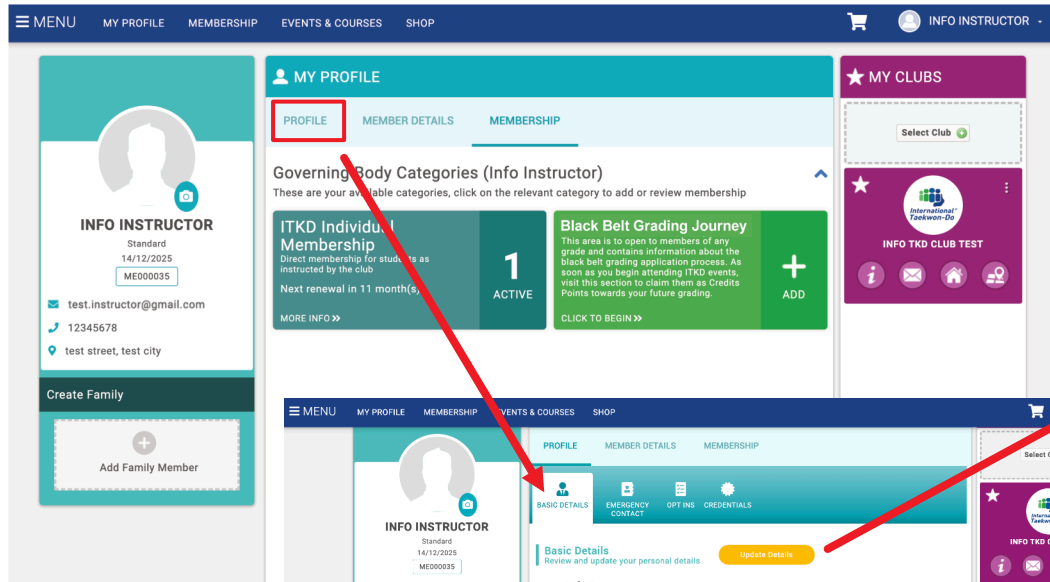 MENU
MY PROFILE
MEMBERSHIP
EVENTS & COURSES
SHOP
INFO INSTRUCTOR
INFO INSTRUCTOR
Standard
14/12/2025
ME000035
test.instructor@gmail.com
12345678
test street, test city
Create Family
Add Family Member
MY PROFILE
PROFILE
MEMBER DETAILS
MEMBERSHIP
Governing Body Categories (Info Instructor)
These are your available categories, click on the relevant category to add or review membership
ITKD Individual
Membership
Direct membership for students as
instructed by the club
Next renewal in 11 month(s)
MORE INFO
1
ACTIVE
Black Belt Grading Journey
This area is to open to members of any
grade and contains information about the
black belt grading application process. As
soon as you begin attending ITKD events,
visit this section to claim them as Credits
Points towards your future grading.
CLICK TO BEGIN
ADD
MY CLUBS
Select Club
International
Taekwon-Do
INFO TKD CLUB TEST
MENU
MY PROFILE
MEMBERSHIP
EVENTS & COURSES
SHOP
INFO INSTRUCTOR
Standard
14/12/2025
ME000035
PROFILE
MEMBER DETAILS
MEMBERSHIP
BASIC DETAILS
EMERGENCY
CONTACT
OPT INS
CREDENTIALS
Basic Details
Review and update your personal details
Update Details
Select
INFO TKD